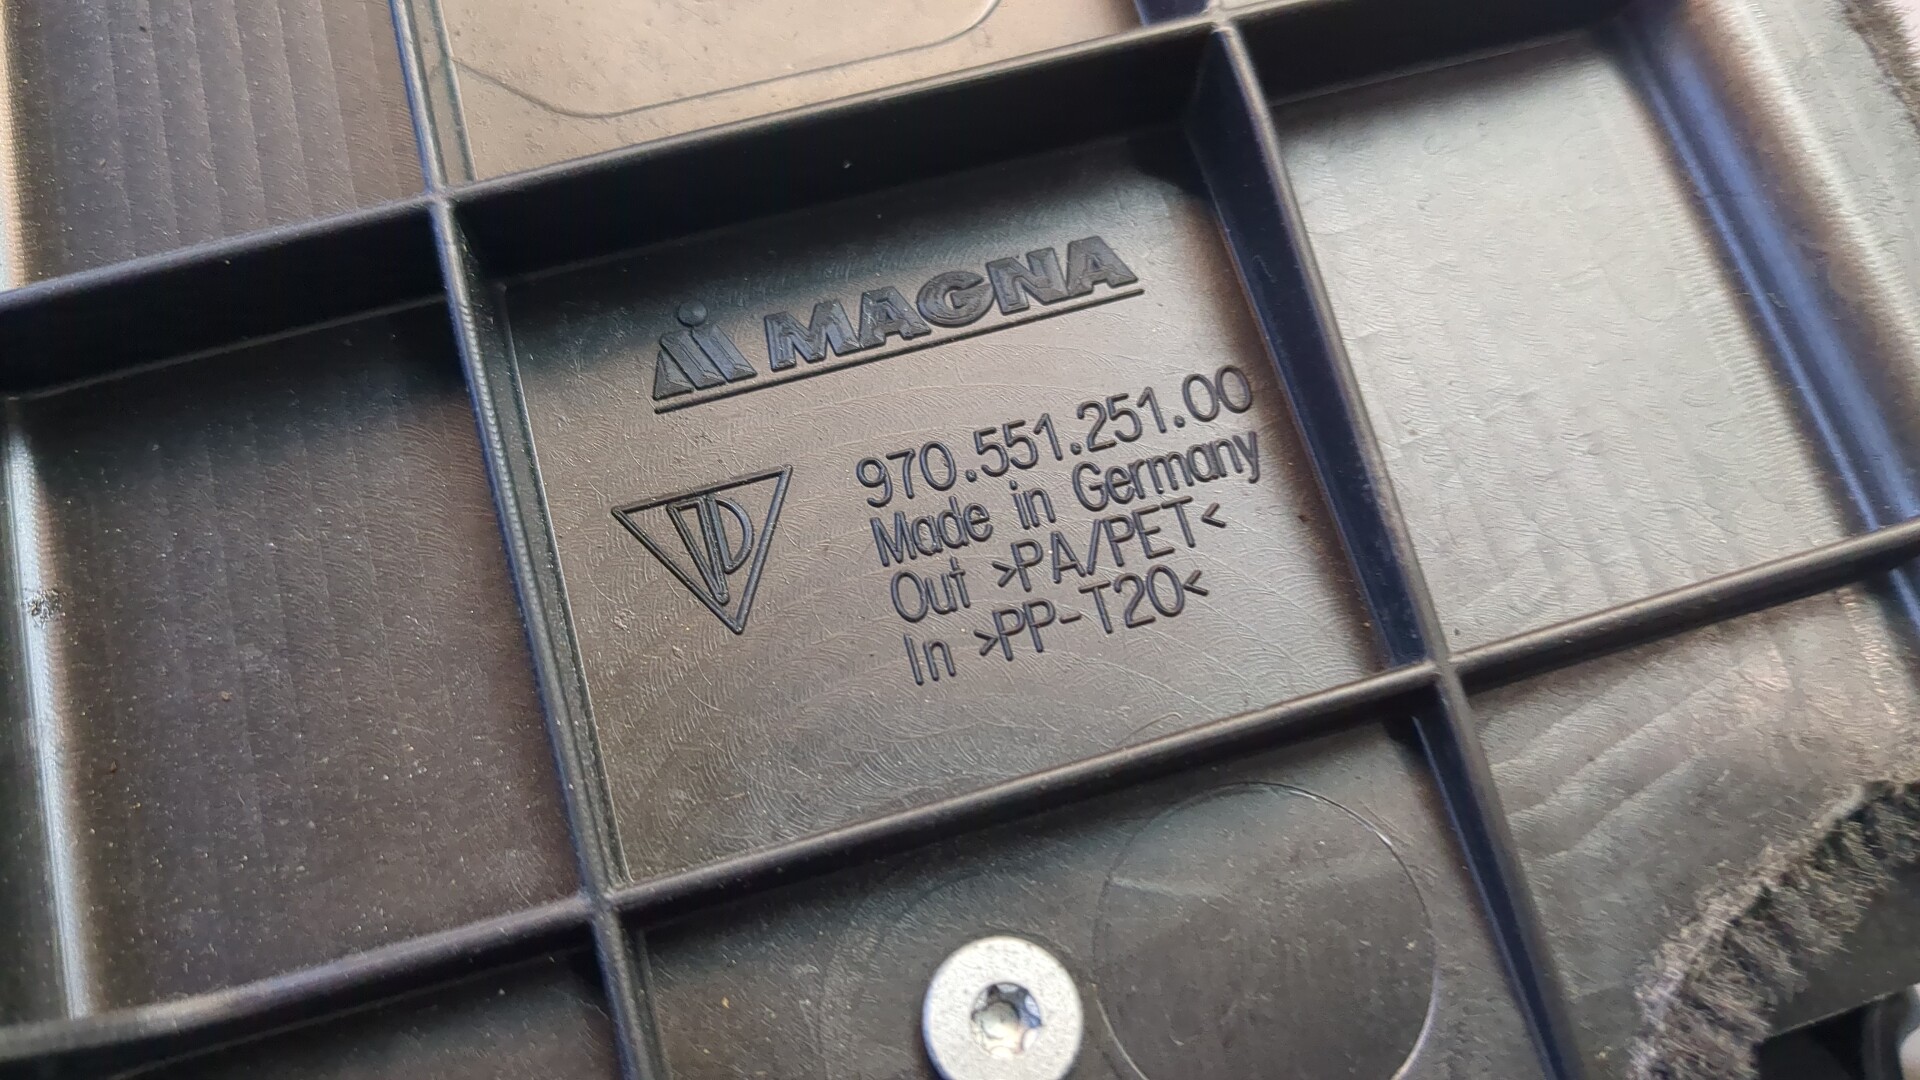 MAGNA
970.551.251.00
Made in Germany
Out >PA/PET<
In >PP-T20<